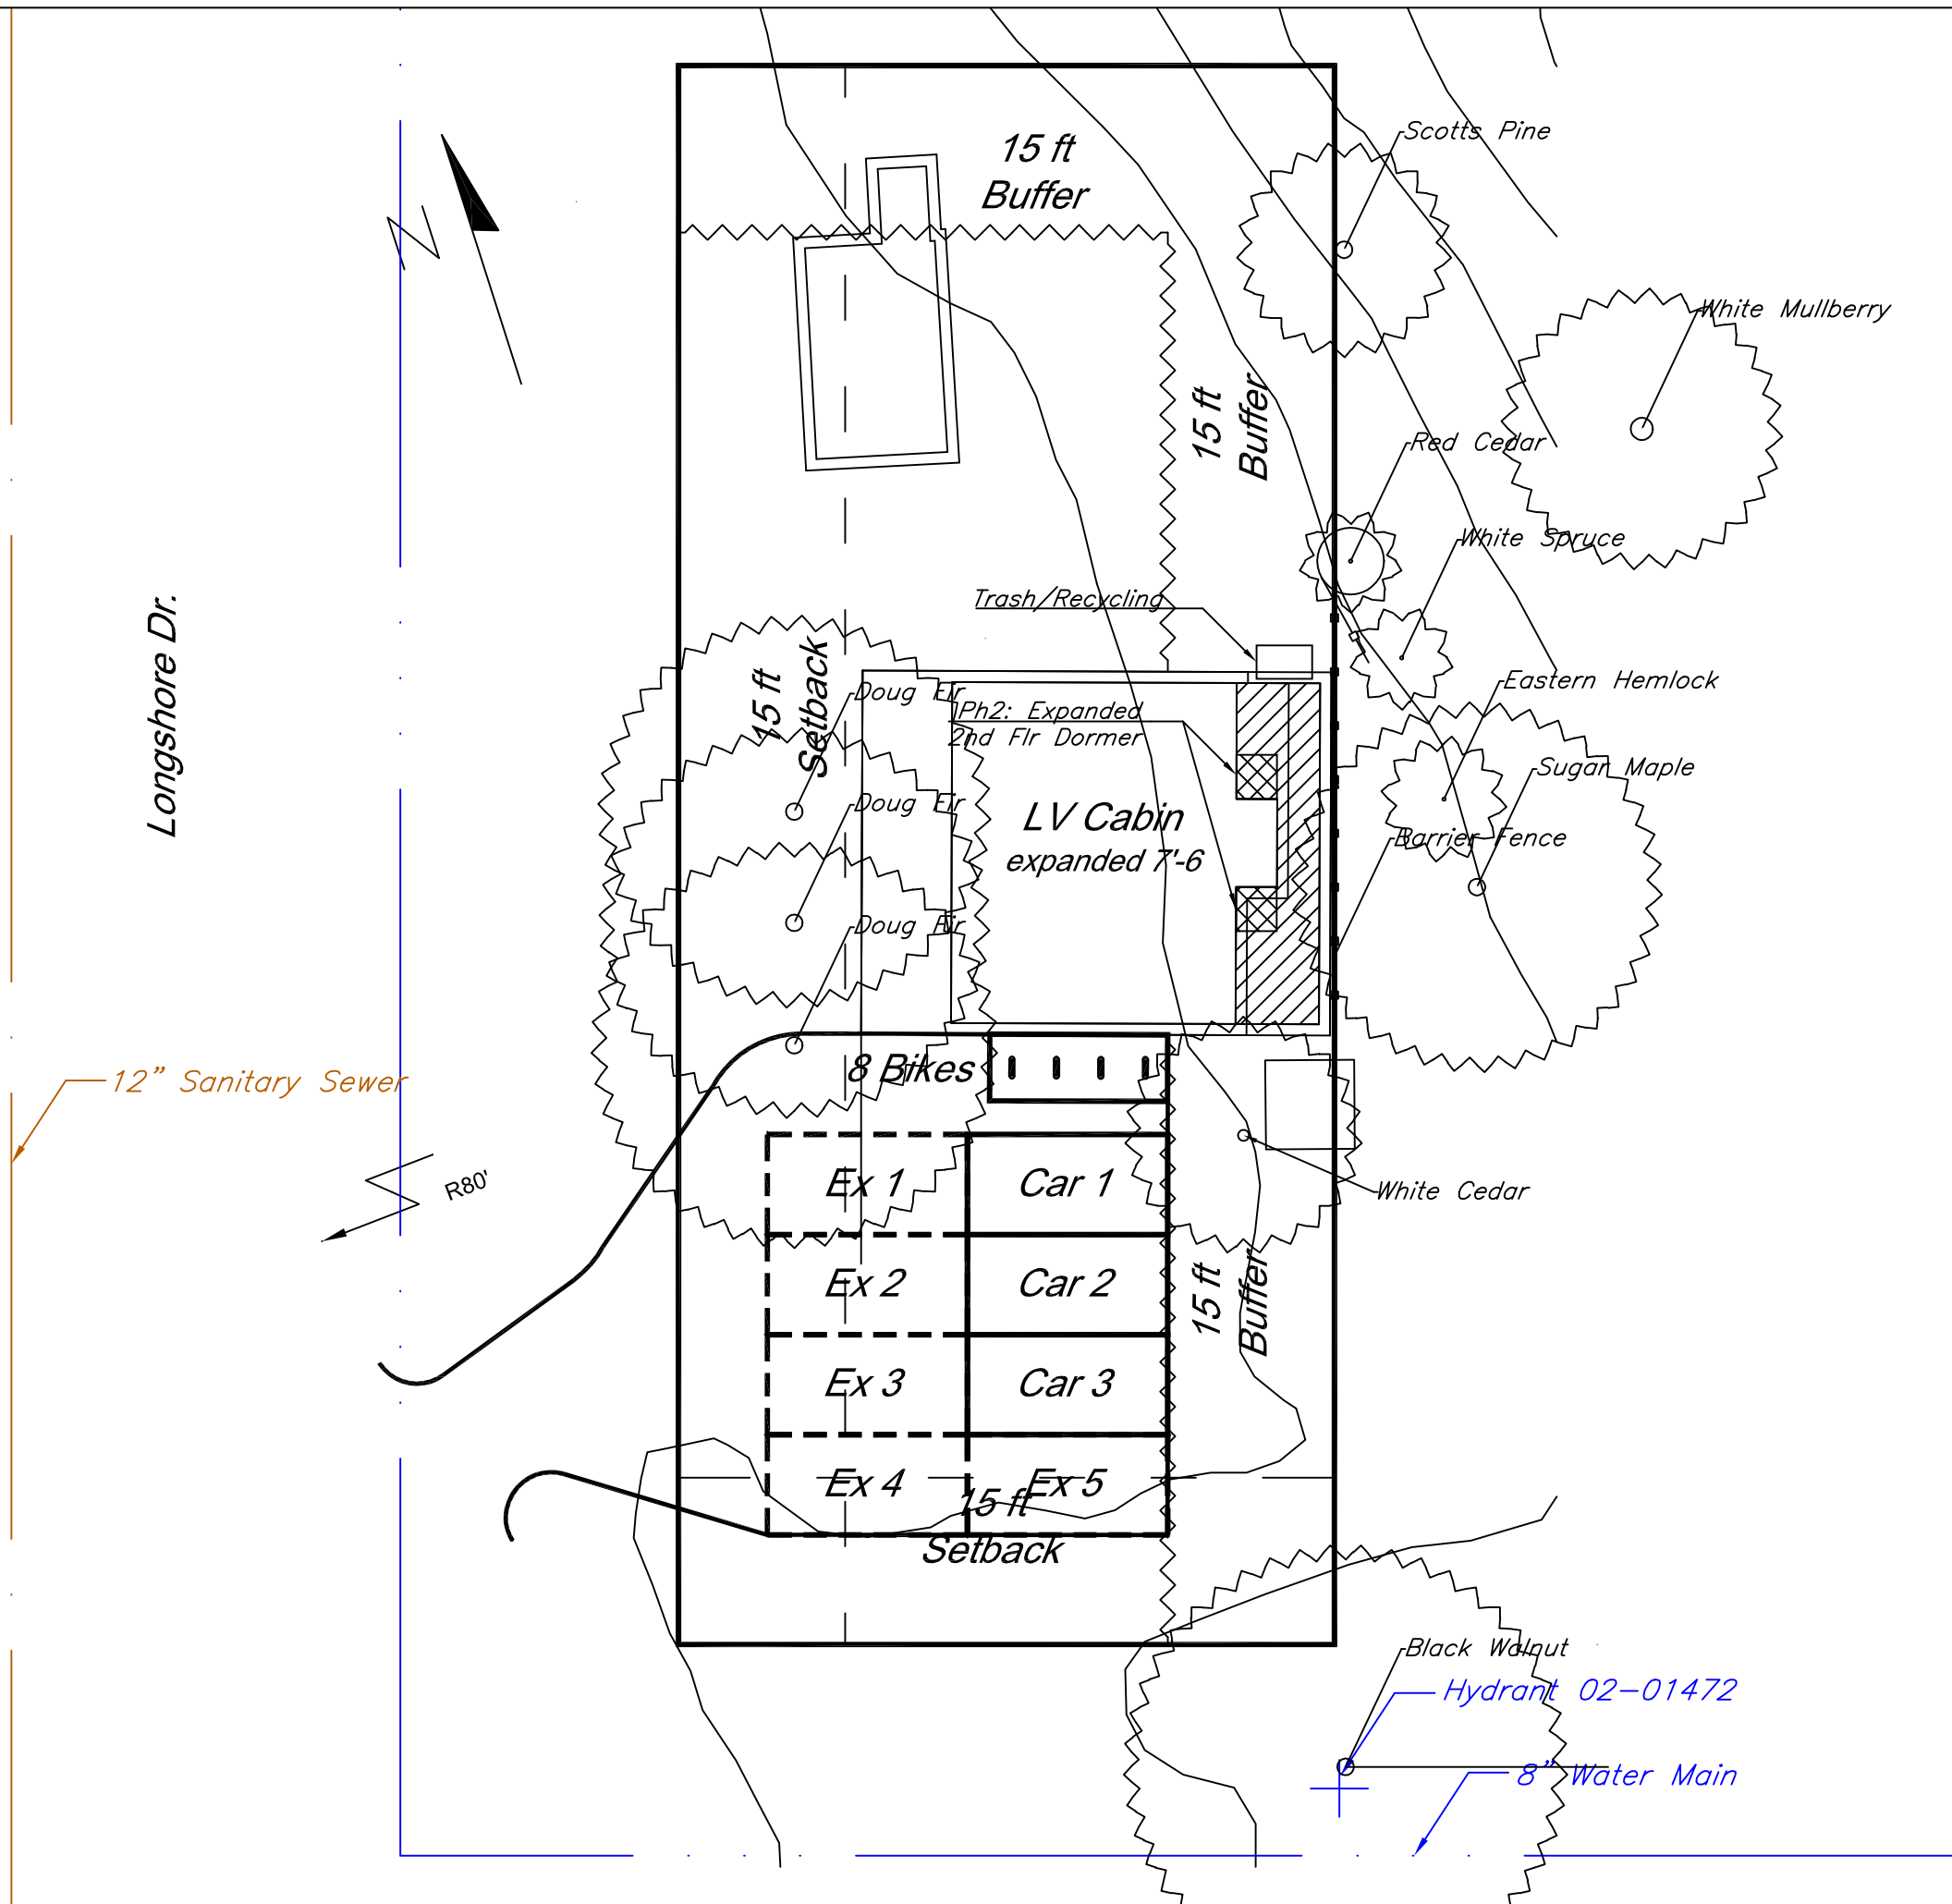 15 ft
Buffer
Scotts Pine
N
White Mullberry
15 ft
Buffer
Red Cedar
White Spruce
Trash/Recycling
Longshore Dr.
15 ft
Setback
Doug Fir
Ph2: Expanded
2nd Flr Dormer
Eastern Hemlock
Sugar Maple
LV Cabin
expanded 7'-6
Doug Fir
Barrier Fence
Doug Fir
8 Bikes
12" Sanitary Sewer
R80'
Ex 1
Car 1
White Cedar
Ex 2
Car 2
15 ft
Buffer
Ex 3
Car 3
Ex 4
Ex 5
15 ft
Setback
Black Walnut
Hydrant 02-01472
8" Water Main